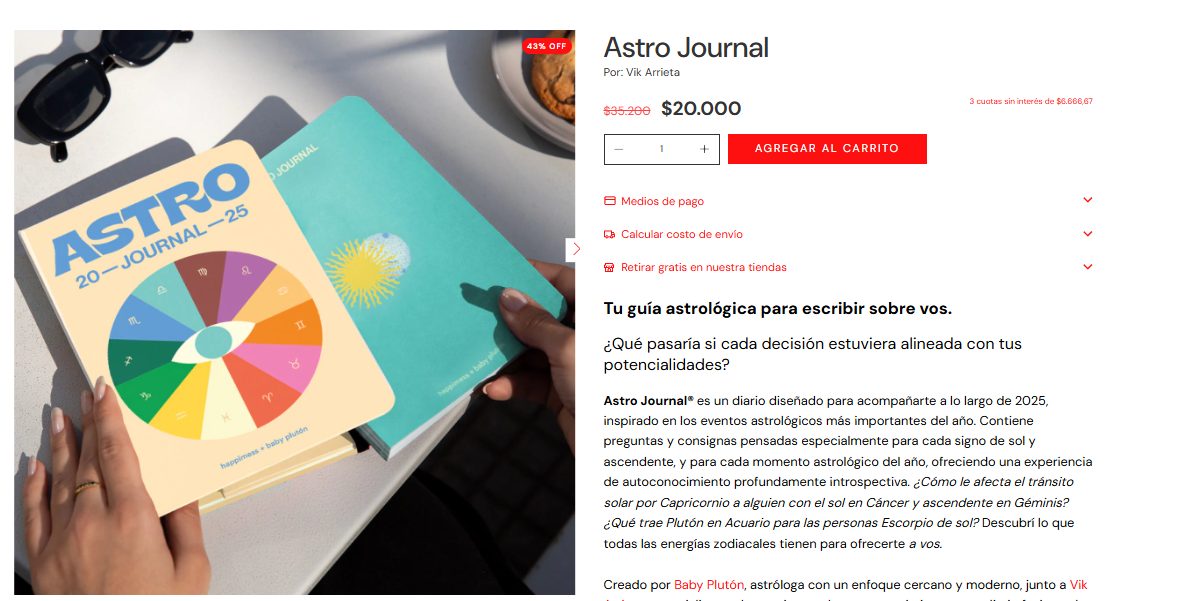 43% OFF
ASTRO
20—JOURNAL—25
happimess + baby plutón
JOURNAL
happimess + baby plutón
Astro Journal
Por: Vik Arrieta
$35.200 $20.000
3 cuotas sin interés de $6.666,67
— 1 +
AGREGAR AL CARRITO
Medios de pago
Calcular costo de envío
Retirar gratis en nuestra tiendas
Tu guía astrológica para escribir sobre vos.
¿Qué pasaría si cada decisión estuviera alineada con tus
potencialidades?
Astro Journal® es un diario diseñado para acompañarte a lo largo de 2025,
inspirado en los eventos astrológicos más importantes del año. Contiene
preguntas y consignas pensadas especialmente para cada signo de sol y
ascendente, y para cada momento astrológico del año, ofreciendo una experiencia
de autoconocimiento profundamente introspectiva. ¿Cómo le afecta el tránsito
solar por Capricornio a alguien con el sol en Cáncer y ascendente en Géminis?
¿Qué trae Plutón en Acuario para las personas Escorpio de sol? Descubrí lo que
todas las energías zodiacales tienen para ofrecerte a vos.
Creado por Baby Plutón, astróloga con un enfoque cercano y moderno, junto a Vik